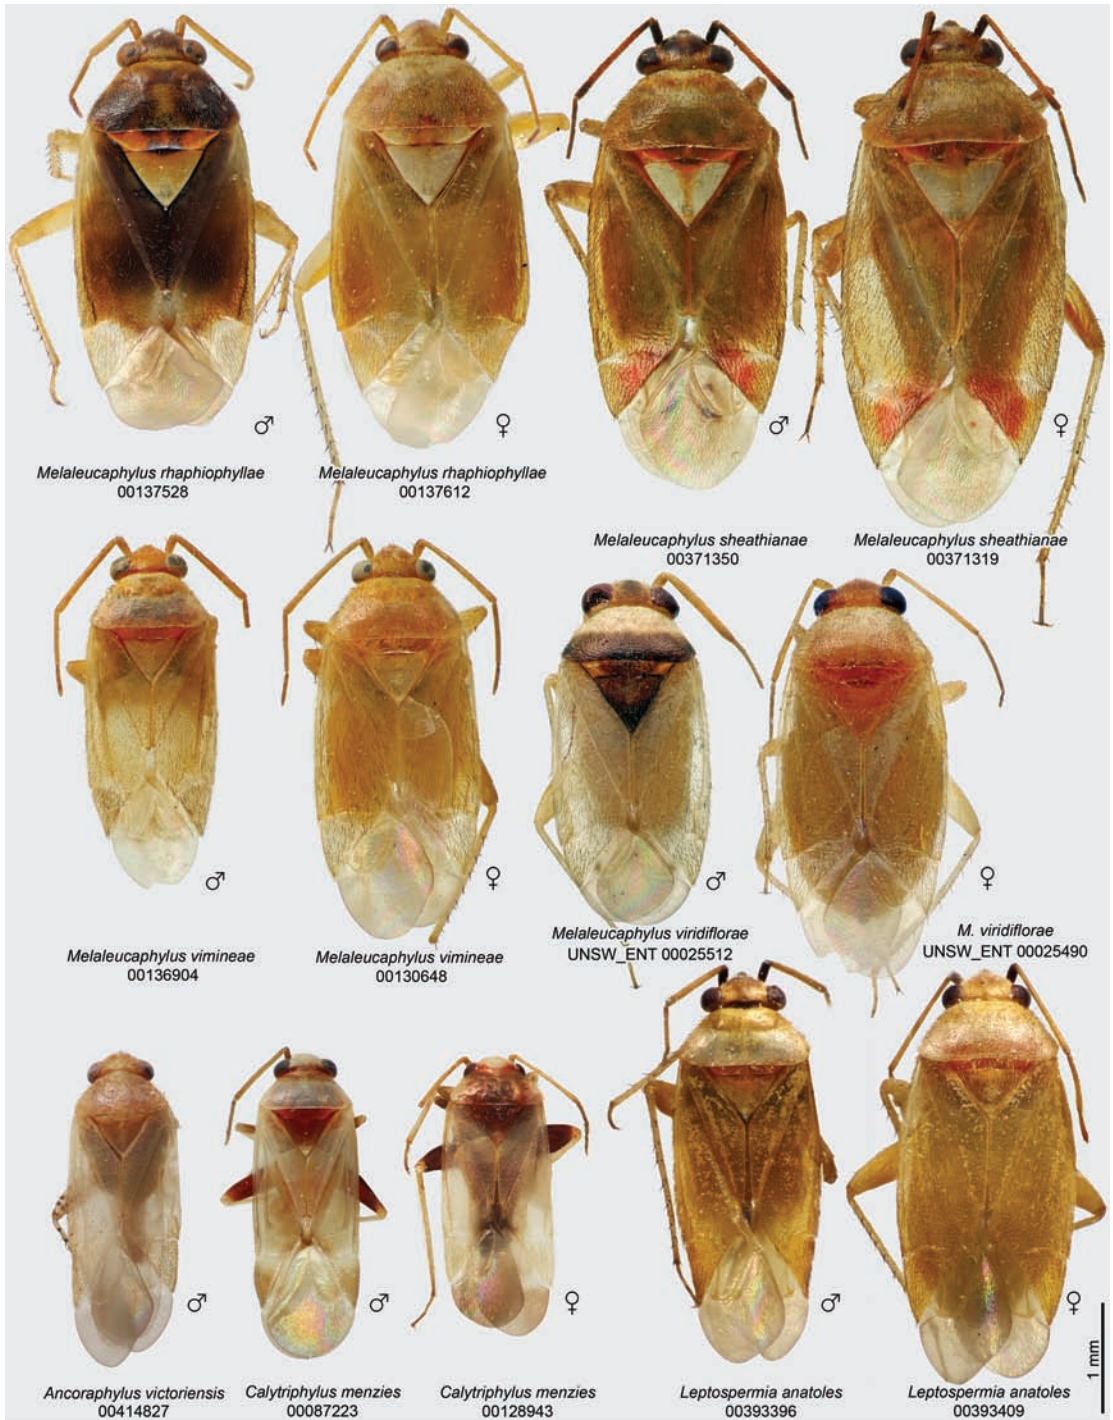 ♂
♀
♂
♀
Melaleucaphylus rhaphiophyllae
00137528
Melaleucaphylus rhaphiophyllae
00137612
Melaleucaphylus sheathianae
00371350
Melaleucaphylus sheathianae
00371319
♂
♀
♂
♀
Melaleucaphylus vimineae
00136904
Melaleucaphylus vimineae
00130648
Melaleucaphylus viridiflorae
UNSW_ENT 00025512
M. viridiflorae
UNSW_ENT 00025490
♂
♂
♀
♂
♀
1 mm
Ancoraphylus victoriensis
00414827
Calytriphylus menzies
00087223
Calytriphylus menzies
00128943
Leptospermia anatoles
00393396
Leptospermia anatoles
00393409